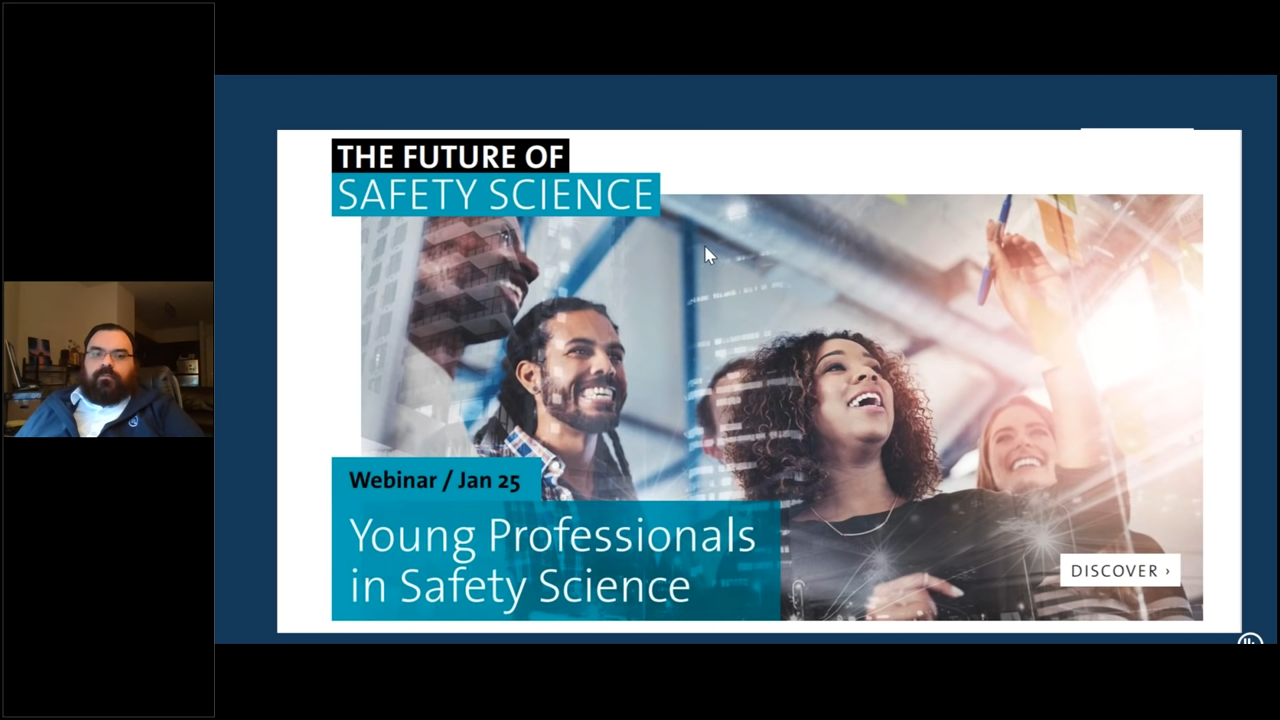 THE FUTURE OF
SAFETY SCIENCE
Webinar / Jan 25
Young Professionals
in Safety Science
DISCOVER ›